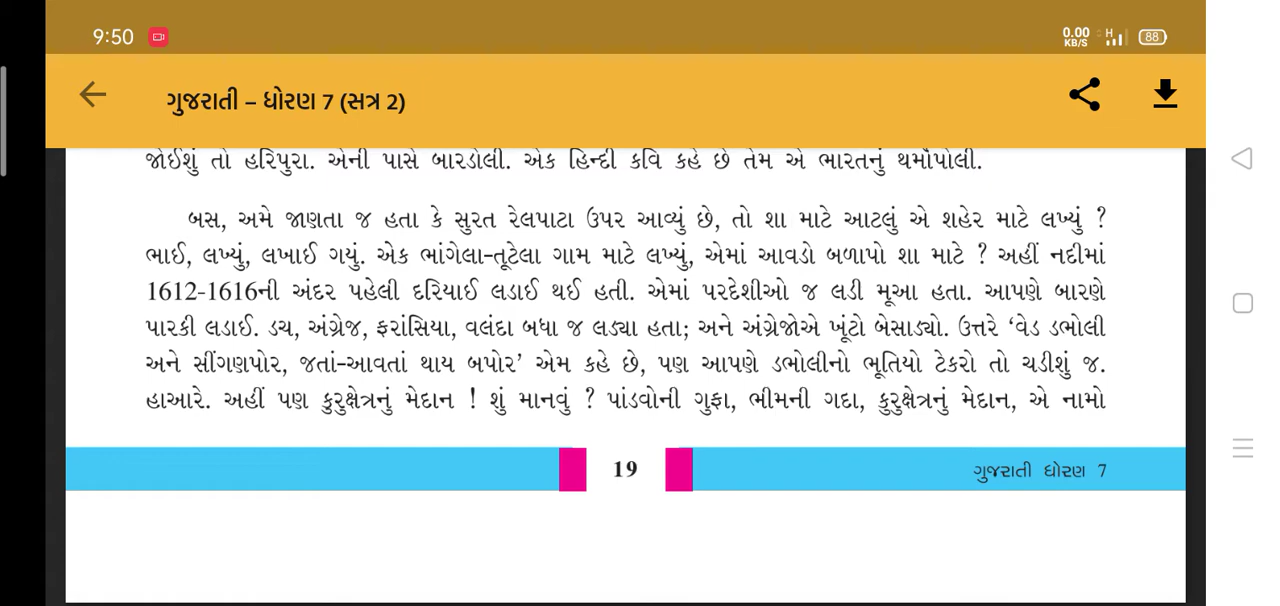 9:50
0.00
KB/S
H
88
ગુજરાતી – ધોરણ 7 (સત્ર 2)
જોઈશું તો હરિપુરા. એની પાસે બારડોલી. એક હિન્દી કવિ કહે છે તેમ એ ભારતનું થર્મોપોલી.
બસ, અમે જાણતા જ હતા કે સુરત રેલપાટા ઉપર આવ્યું છે, તો શા માટે આટલું એ શહેર માટે લખ્યું ?
ભાઈ, લખ્યું, લખાઈ ગયું. એક ભાંગેલા-તૂટેલા ગામ માટે લખ્યું, એમાં આવડો બળાપો શા માટે ? અહીં નદીમાં
1612-1616ની અંદર પહેલી દરિયાઈ લડાઈ થઈ હતી. એમાં પરદેશીઓ જ લડી મૂઆ હતા. આપણે બારણે
પારકી લડાઈ. ડચ, અંગ્રેજ, ફરાંસિયા, વલંદા બધા જ લડ્યા હતા; અને અંગ્રેજોએ ખૂંટો બેસાડ્યો. ઉત્તરે ‘વેડ ડભોલી
અને સીંગણપોર, જતાં-આવતાં થાય બપોર’ એમ કહે છે, પણ આપણે ડભોલીનો ભૂતિયો ટેકરો તો ચડીશું જ.
હાઆરે. અહીં પણ કુરુક્ષેત્રનું મેદાન ! શું માનવું ? પાંડવોની ગુફા, ભીમની ગદા, કુરુક્ષેત્રનું મેદાન, એ નામો
19
ગુજરાતી ધોરણ 7